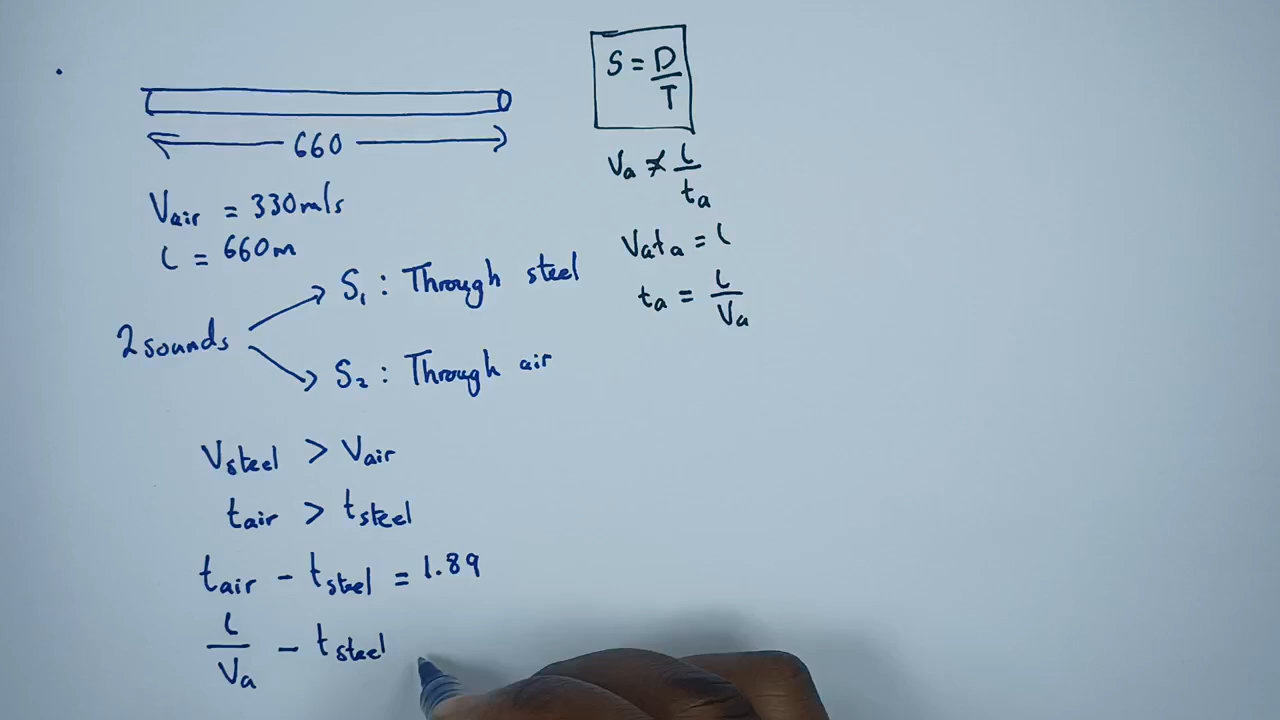 660
Vair = 330m/s
l = 660m
2 sounds
S₁ : Through steel
S₂ : Through air
Vsteel > Vair
tair > tsteel
tair - tsteel = 1.89
l/Va - tsteel
S = D/T
Va = l/ta
Vata = l
ta = l/Va